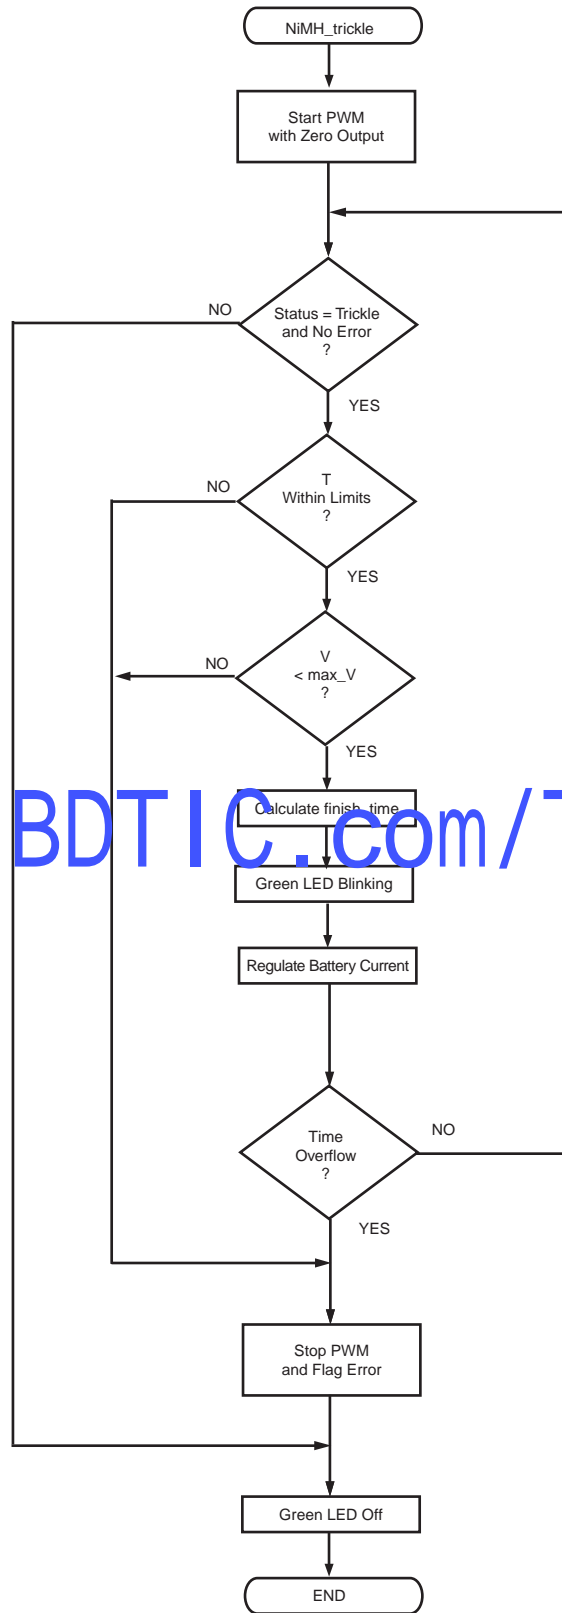 NiMH_trickle
Start PWM
with Zero Output
NO
Status = Trickle
and No Error
?
YES
NO
T
Within Limits
?
YES
NO
V
< max_V
?
YES
Calculate finish_time
BDTIC.com/T
Green LED Blinking
Regulate Battery Current
Time
Overflow
?
NO
YES
Stop PWM
and Flag Error
Green LED Off
END